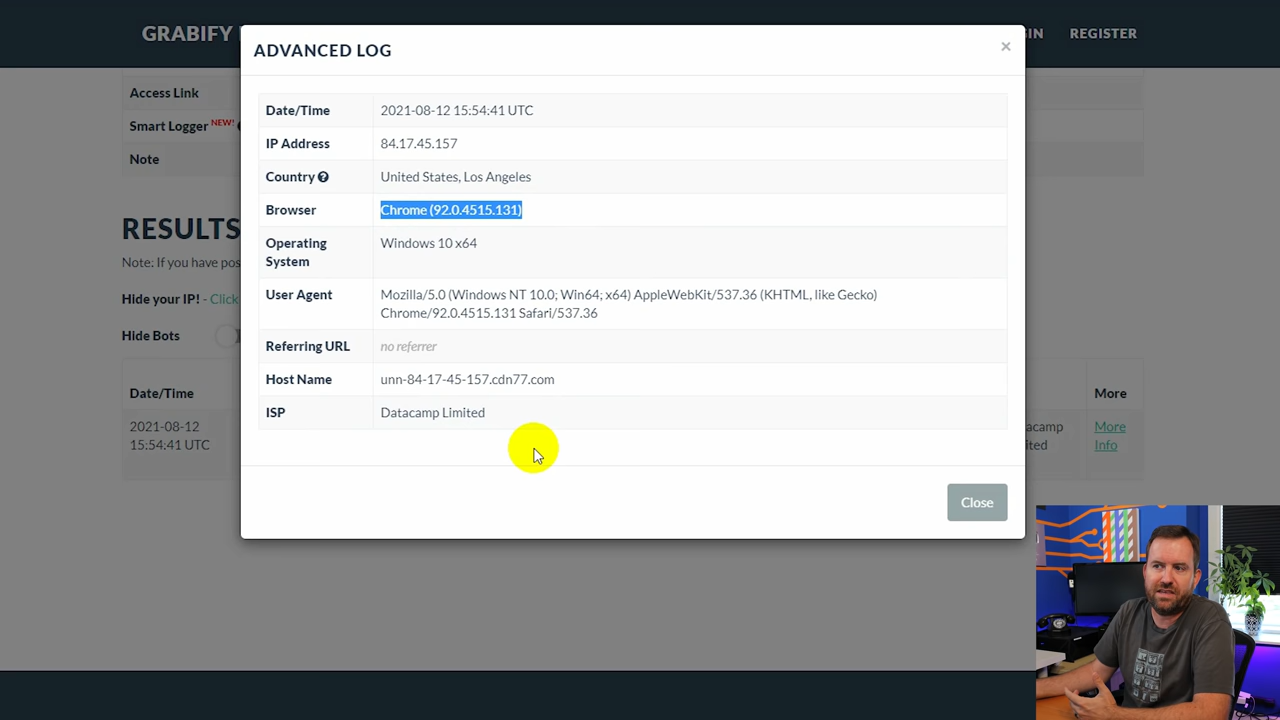 GRABIFY
REGISTER
ADVANCED LOG
×
Access Link
Smart Logger NEW!
Note
Date/Time 2021-08-12 15:54:41 UTC
IP Address 84.17.45.157
Country United States, Los Angeles
Browser Chrome (92.0.4515.131)
Operating System Windows 10 x64
User Agent Mozilla/5.0 (Windows NT 10.0; Win64; x64) AppleWebKit/537.36 (KHTML, like Gecko)
Chrome/92.0.4515.131 Safari/537.36
Referring URL no referrer
Host Name unn-84-17-45-157.cdn77.com
ISP Datacamp Limited
Close
RESULTS
Note: If you have pos
Hide your IP! - Click
Hide Bots
Date/Time
More
2021-08-12
15:54:41 UTC
More
Info